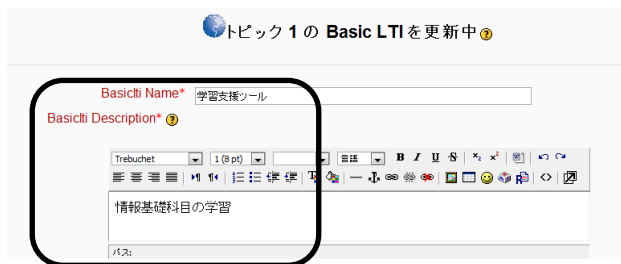 トピック 1 の Basic LTI を更新中
Basiclti Name* 学習支援ツール
Basiclti Description*
Trebuchet 1 (8 pt) 言語 B I U S
情報基礎科目の学習
パス: